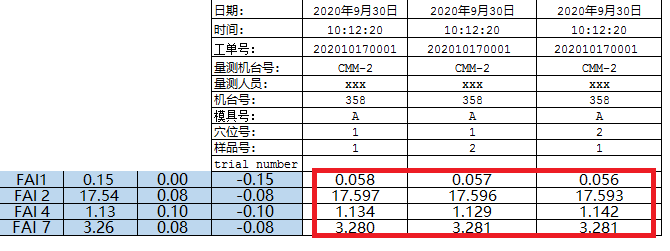 日期: 2020年9月30日 2020年9月30日 2020年9月30日
时间: 10:12:20 10:12:20 10:12:20
工单号: 202010170001 202010170001 202010170001
量测机台号: CMM-2 CMM-2 CMM-2
量测人员: xxx xxx xxx
机台号: 358 358 358
模具号: A A A
穴位号: 1 1 2
样品号: 1 2 1
trial number
FAI1 0.15 0.00 -0.15 0.058 0.057 0.056
FAI 2 17.54 0.08 -0.08 17.597 17.596 17.593
FAI 4 1.13 0.10 -0.10 1.134 1.129 1.142
FAI 7 3.26 0.08 -0.08 3.280 3.281 3.281